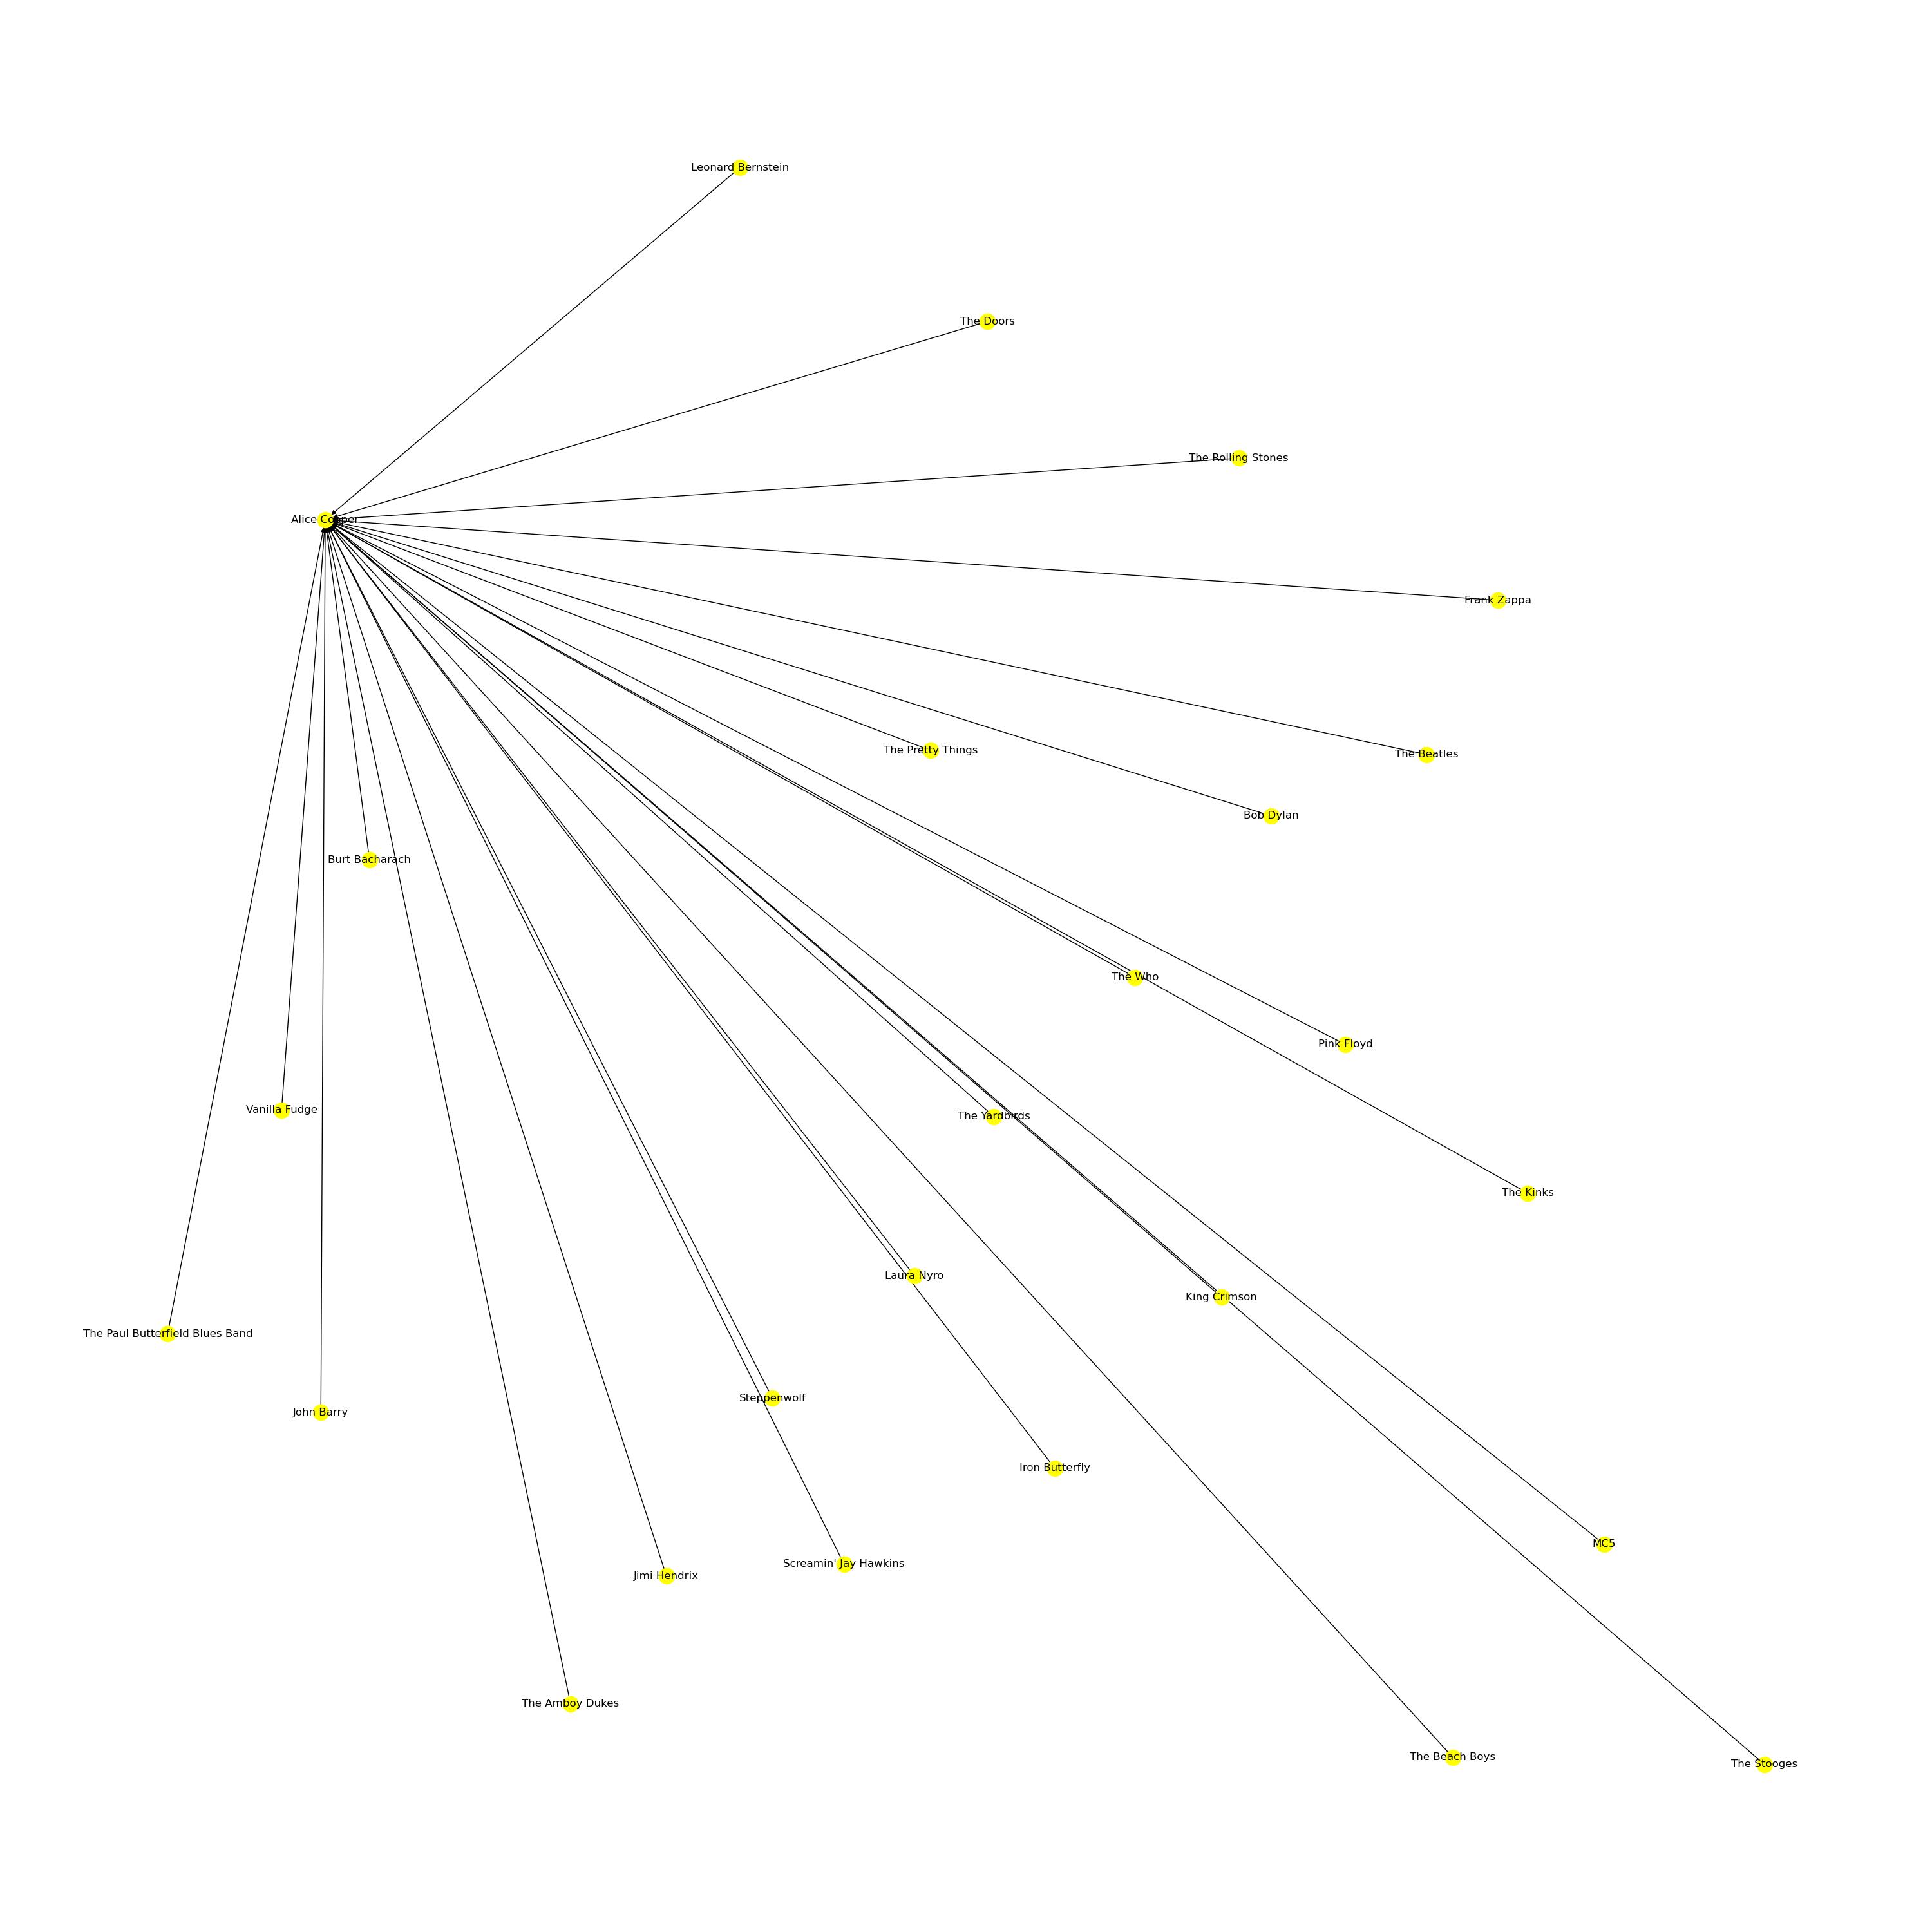 Leonard Bernstein
The Doors
The Rolling Stones
Alice Cooper
Frank Zappa
The Pretty Things
The Beatles
Bob Dylan
Burt Bacharach
The Who
Pink Floyd
Vanilla Fudge
The Yardbirds
The Kinks
Laura Nyro
King Crimson
The Paul Butterfield Blues Band
Steppenwolf
John Barry
Iron Butterfly
MC5
Screamin' Jay Hawkins
Jimi Hendrix
The Amboy Dukes
The Beach Boys
The Stooges